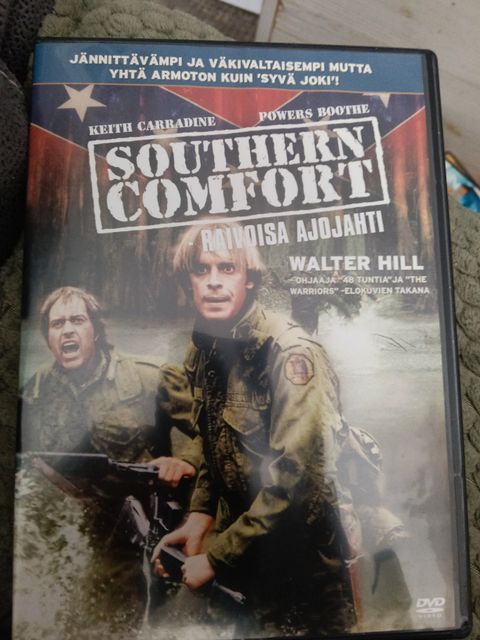 JÄNNITTÄVÄMPI JA VÄKIVALTAISEMPI MUTTA
YHTÄ ARMOTON KUIN 'SYVÄ JOKI'!
KEITH CARRADINE POWERS BOOTHE
SOUTHERN
COMFORT
- RAIVOISA AJOJAHTI
WALTER HILL
- OHJAAJA "48 TUNTIA" JA "THE
WARRIORS" -ELOKUVIEN TAKANA
DVD
VIDEO